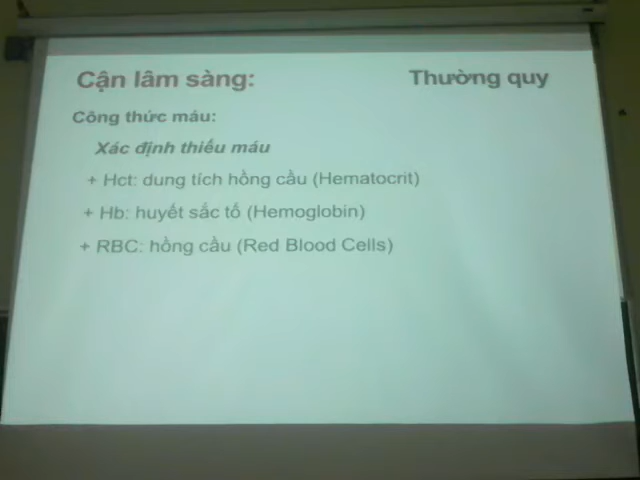 Cận lâm sàng: Thường quy
Công thức máu:
Xác định thiếu máu
+ Hct: dung tích hồng cầu (Hematocrit)
+ Hb: huyết sắc tố (Hemoglobin)
+ RBC: hồng cầu (Red Blood Cells)